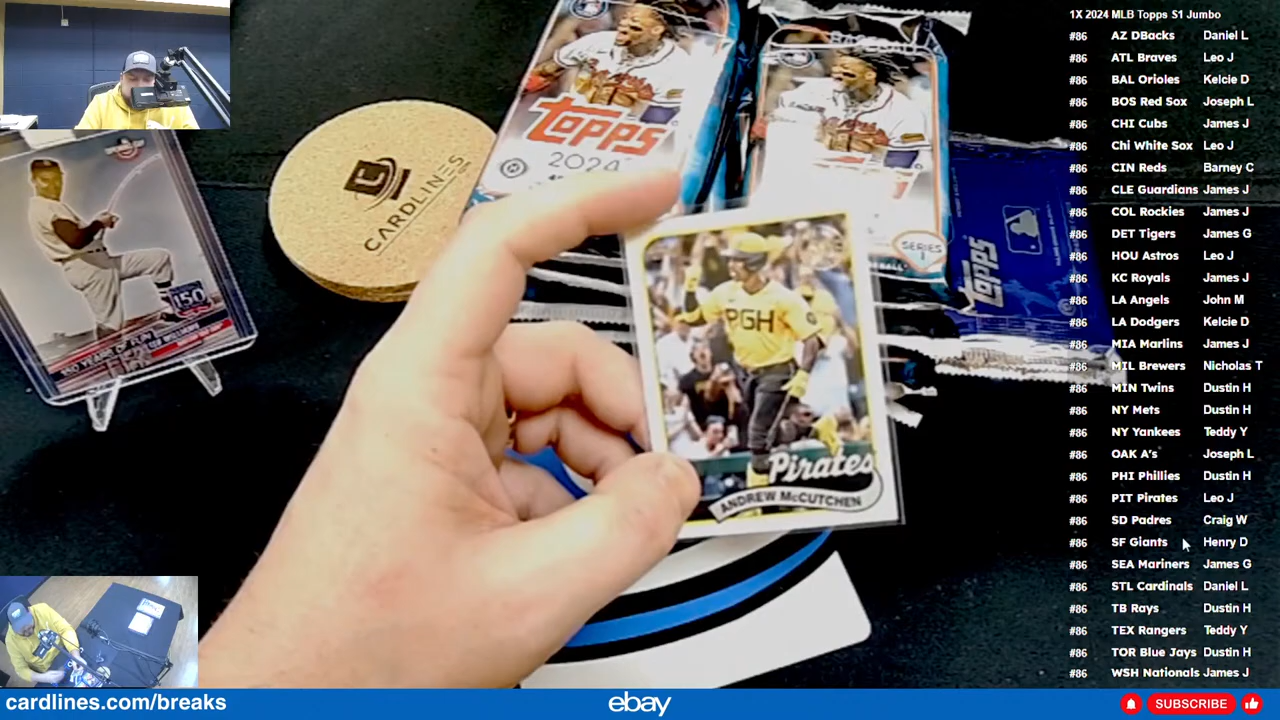 1X 2024 MLB Topps S1 Jumbo
#86 AZ DBacks Daniel L
#86 ATL Braves Leo J
#86 BAL Orioles Kelcie D
#86 BOS Red Sox Joseph L
#86 CHI Cubs James J
#86 Chi White Sox Leo J
#86 CIN Reds Barney C
#86 CLE Guardians James J
#86 COL Rockies James J
#86 DET Tigers James G
#86 HOU Astros Leo J
#86 KC Royals James J
#86 LA Angels John M
#86 LA Dodgers Kelcie D
#86 MIA Marlins James J
#86 MIL Brewers Nicholas T
#86 MIN Twins Dustin H
#86 NY Mets Dustin H
#86 NY Yankees Teddy Y
#86 OAK A's Joseph L
#86 PHI Phillies Dustin H
#86 PIT Pirates Leo J
#86 SD Padres Craig W
#86 SF Giants Henry D
#86 SEA Mariners James G
#86 STL Cardinals Daniel L
#86 TB Rays Dustin H
#86 TEX Rangers Teddy Y
#86 TOR Blue Jays Dustin H
#86 WSH Nationals James J
CARDLINES
Topps
2024
BASEBALL
SERIES
1
Topps
150
150 YEARS OF FUN
PGH
Pirates
ANDREW McCUTCHEN
cardlines.com/breaks
ebay
SUBSCRIBE